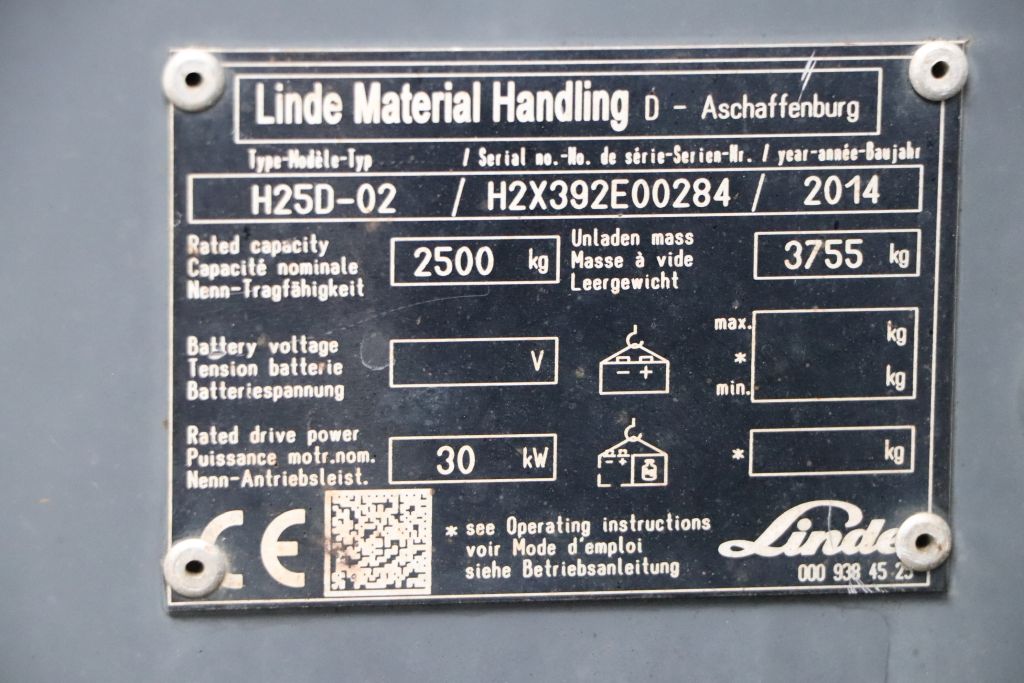 Linde Material Handling D - Aschaffenburg
Type-Modèle-Typ / Serial no.-No. de série-Serien-Nr. / year-année-Baujahr
H25D-02 / H2X392E00284 / 2014
Rated capacity
Capacité nominale
Nenn-Tragfähigkeit
2500 kg
Unladen mass
Masse à vide
Leergewicht
3755 kg
Battery voltage
Tension batterie
Batteriespannung
V
- +
max. kg
*
min. kg
Rated drive power
Puissance motr.nom.
Nenn-Antriebsleist.
30 kW
- +
* kg
CE
* see Operating instructions
voir Mode d'emploi
siehe Betriebsanleitung
Linde
000 938 45